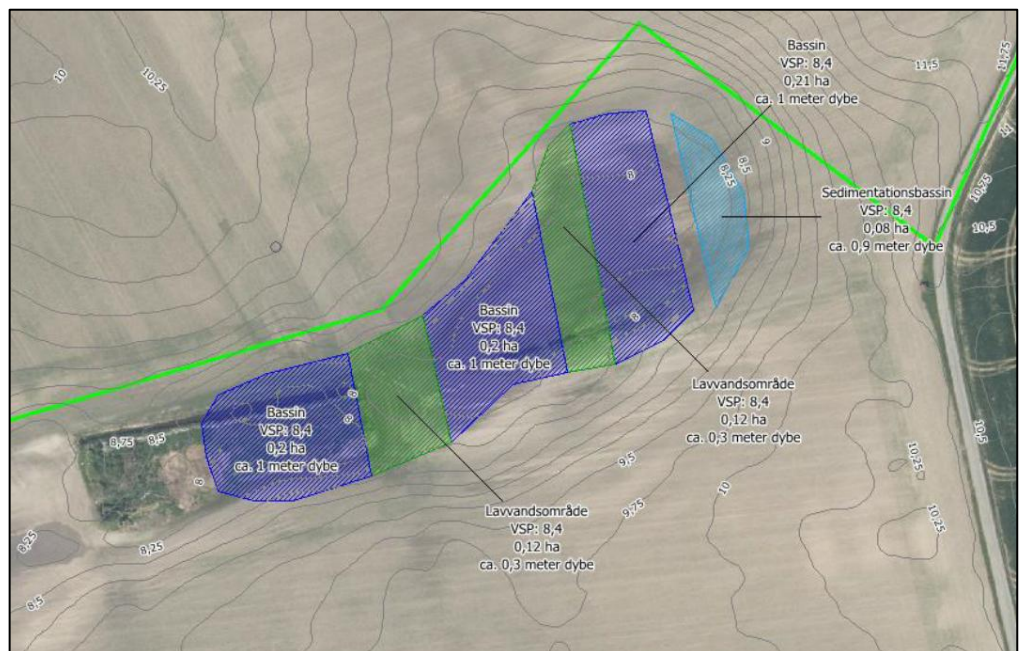 Bassin
VSP: 8,4
0,21 ha
ca. 1 meter dybe
Sedimentationsbassin
VSP: 8,4
0,08 ha
ca. 0,9 meter dybe
Bassin
VSP: 8,4
0,2 ha
ca. 1 meter dybe
Lavvandsområde
VSP: 8,4
0,12 ha
ca. 0,3 meter dybe
Bassin
VSP: 8,4
0,2 ha
ca. 1 meter dybe
Lavvandsområde
VSP: 8,4
0,12 ha
ca. 0,3 meter dybe
10
10,25
11,5
11,75
11
10,75
10,5
9
8,5
8,25
8
8
8
8,75
8,5
8
8,25
8,25
8,5
9,5
9,75
10
10,25
10,25
10,5